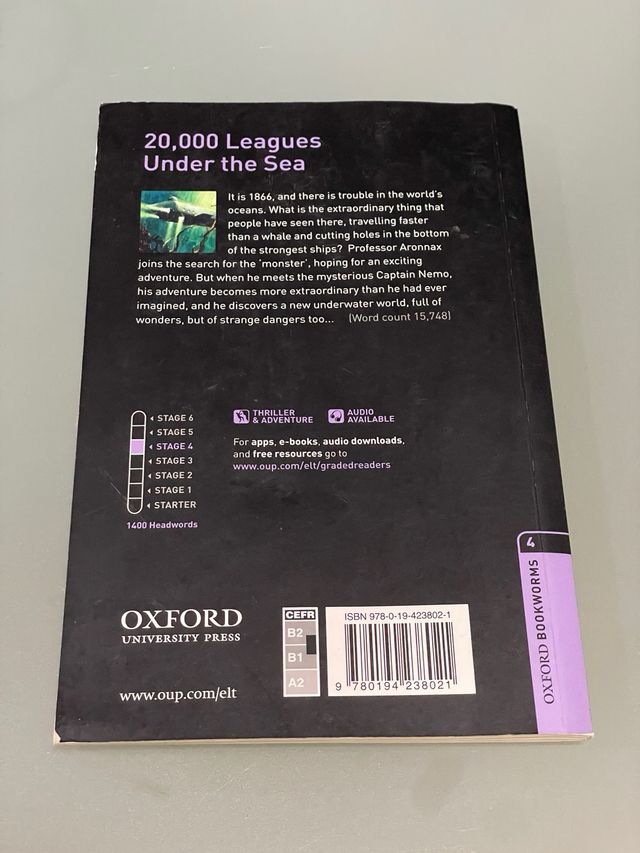 20,000 Leagues
Under the Sea
It is 1866, and there is trouble in the world's
oceans. What is the extraordinary thing that
people have seen there, travelling faster
than a whale and cutting holes in the bottom
of the strongest ships? Professor Aronnax
joins the search for the 'monster', hoping for an exciting
adventure. But when he meets the mysterious Captain Nemo,
his adventure becomes more extraordinary than he had ever
imagined, and he discovers a new underwater world, full of
wonders, but of strange dangers too... (Word count 15,748)
STAGE 6
STAGE 5
STAGE 4
STAGE 3
STAGE 2
STAGE 1
STARTER
1400 Headwords
THRILLER
& ADVENTURE
AUDIO
AVAILABLE
For apps, e-books, audio downloads,
and free resources go to
www.oup.com/elt/gradedreaders
4
OXFORD BOOKWORMS
OXFORD
UNIVERSITY PRESS
www.oup.com/elt
CEFR
B2
B1
A2
ISBN 978-0-19-423802-1
9 780194 238021